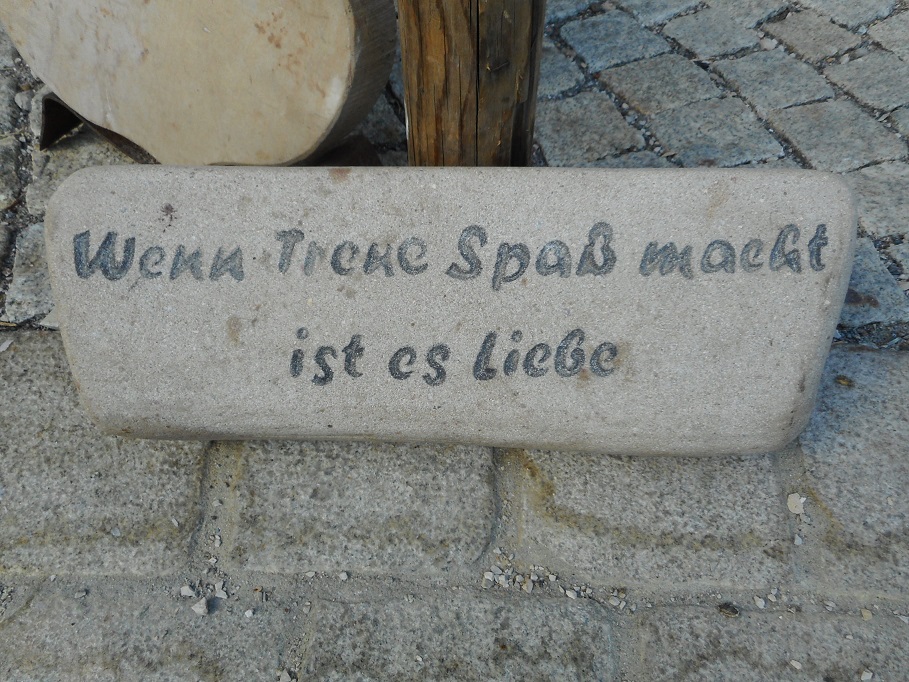 Wenn Treue Spaß macht
ist es liebe